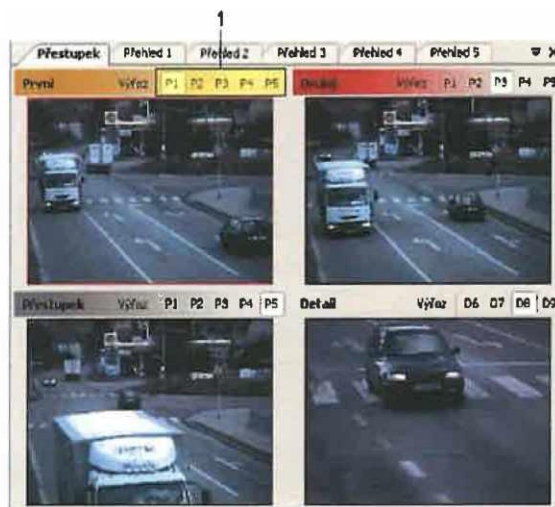 1
Přestupek Přehled 1 Přehled 2 Přehled 3 Přehled 4 Přehled 5
První Výřez P1 P2 P3 P4 P5
Výřez P1 P2 P3 P4 P5
Přestupek Výřez P1 P2 P3 P4 P5
Detail Výřez D6 D7 D8 D9